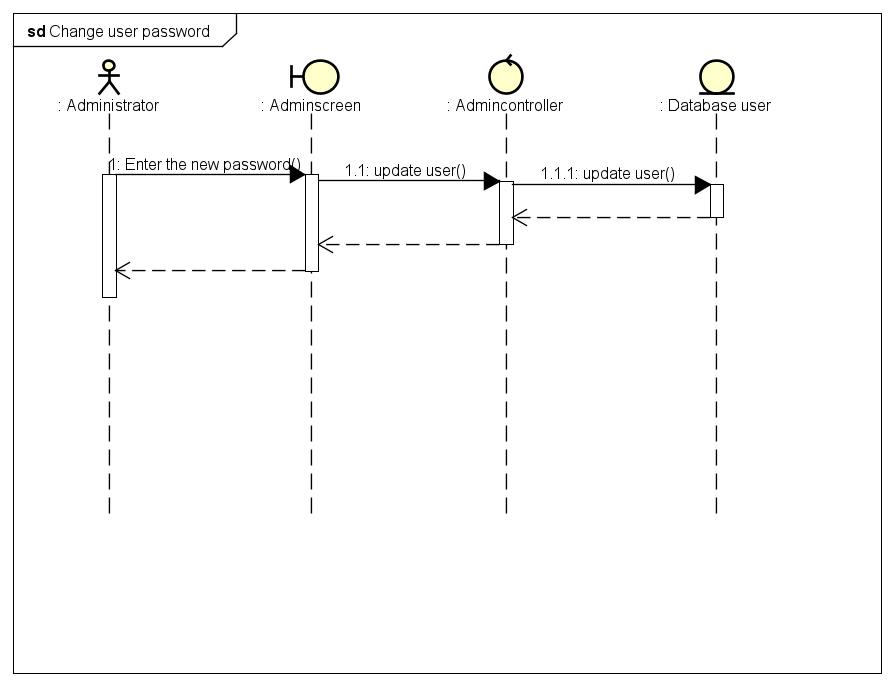 sd Change user password
: Administrator
: Adminscreen
: Admincontroller
: Database user
1: Enter the new password()
1.1: update user()
1.1.1: update user()